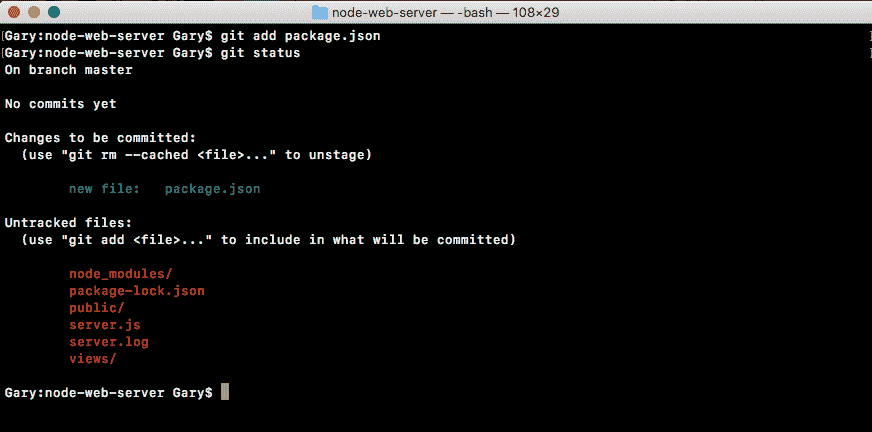 node-web-server — -bash — 108×29
[Gary:node-web-server Gary$ git add package.json ]
[Gary:node-web-server Gary$ git status ]
On branch master
No commits yet
Changes to be committed:
  (use "git rm --cached <file>..." to unstage)
        new file:   package.json
Untracked files:
  (use "git add <file>..." to include in what will be committed)
        node_modules/
        package-lock.json
        public/
        server.js
        server.log
        views/
Gary:node-web-server Gary$